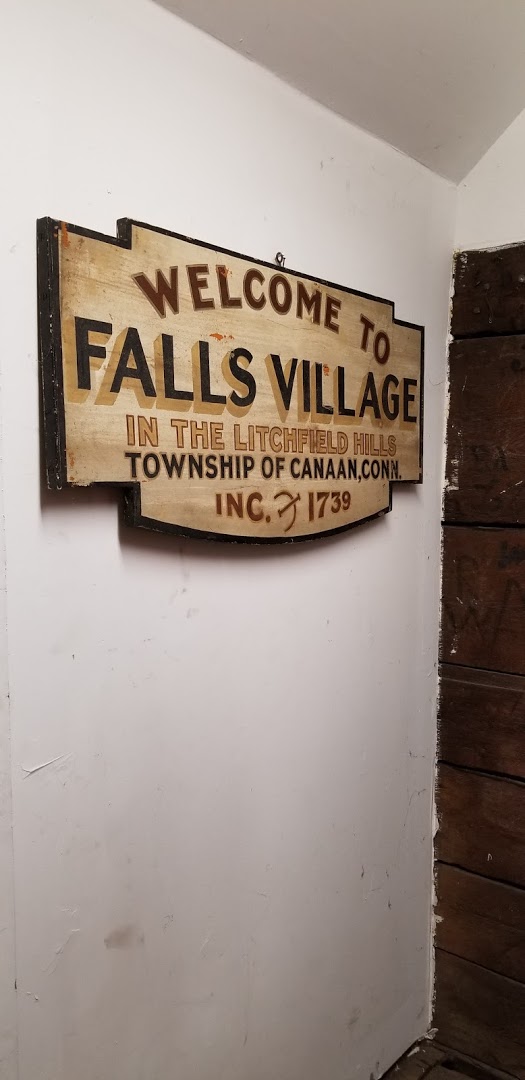 WELCOME TO
FALLS VILLAGE
IN THE LITCHFIELD HILLS
TOWNSHIP OF CANAAN, CONN.
INC. 1739